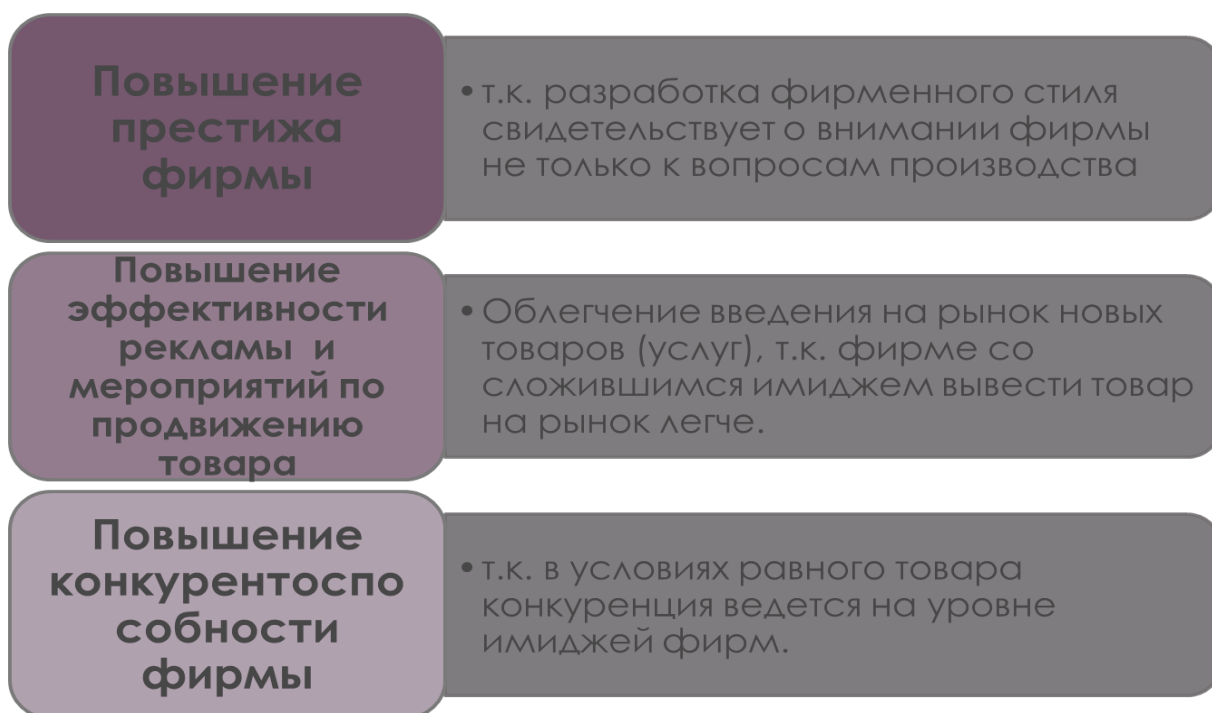 Повышение
престижа
фирмы
• т.к. разработка фирменного стиля
свидетельствует о внимании фирмы
не только к вопросам производства
Повышение
эффективности
рекламы и
мероприятий по
продвижению
товара
• Облегчение введения на рынок новых
товаров (услуг), т.к. фирме со
сложившимся имиджем вывести товар
на рынок легче.
Повышение
конкурентоспо
собности
фирмы
• т.к. в условиях равного товара
конкуренция ведется на уровне
имиджей фирм.